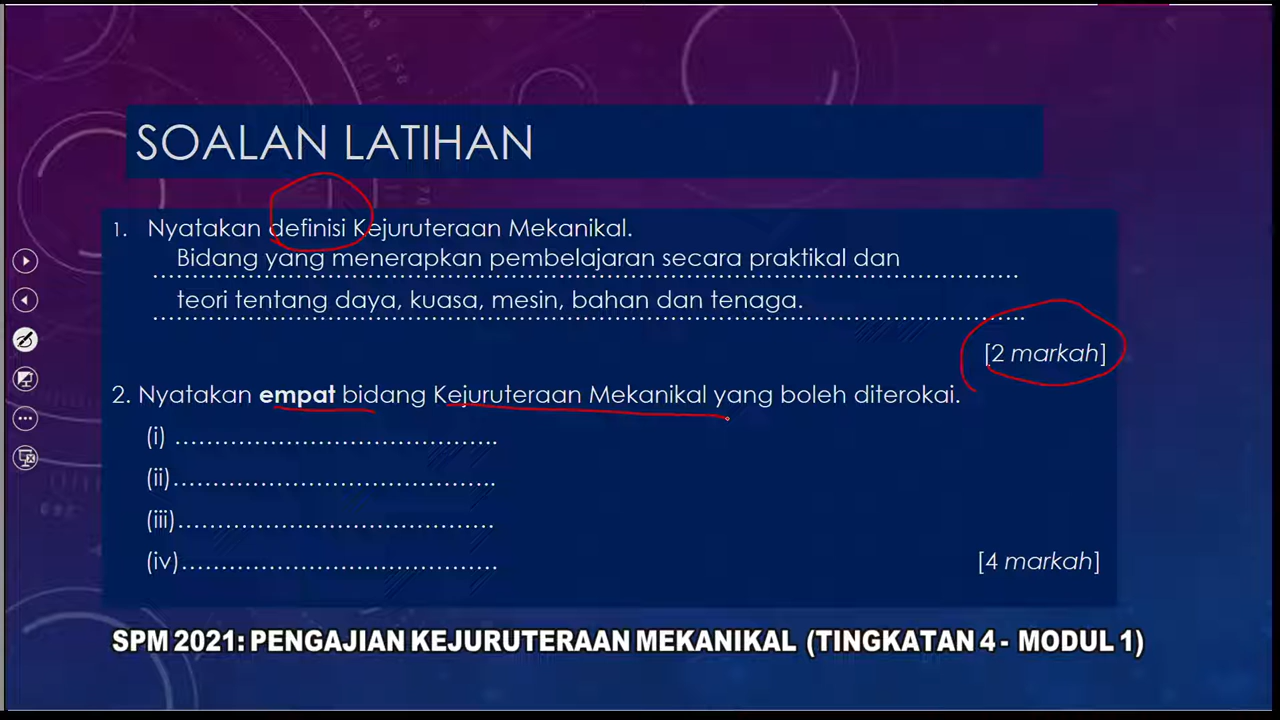 SOALAN LATIHAN
1. Nyatakan definisi Kejuruteraan Mekanikal.
Bidang yang menerapkan pembelajaran secara praktikal dan
teori tentang daya, kuasa, mesin, bahan dan tenaga.
[2 markah]
2. Nyatakan empat bidang Kejuruteraan Mekanikal yang boleh diterokai.
(i) ………………………………….
(ii)………………………………….
(iii)…………………………………
(iv)………………………………… [4 markah]
SPM 2021: PENGAJIAN KEJURUTERAAN MEKANIKAL (TINGKATAN 4 - MODUL 1)